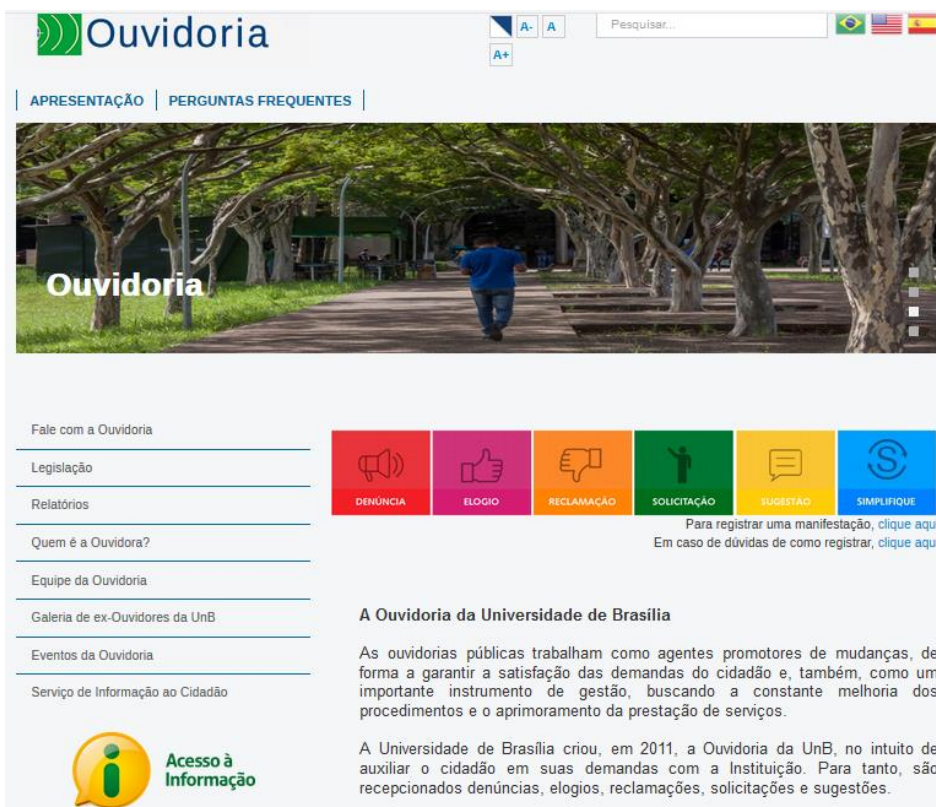 Ouvidoria
A- A
A+
Pesquisar...
APRESENTAÇÃO PERGUNTAS FREQUENTES
Ouvidoria
Fale com a Ouvidoria
Legislação
Relatórios
Quem é a Ouvidora?
Equipe da Ouvidoria
Galeria de ex-Ouvidores da UnB
Eventos da Ouvidoria
Serviço de Informação ao Cidadão
i
Acesso à
Informação
DENÚNCIA ELOGIO RECLAMAÇÃO SOLICITAÇÃO SUGESTÃO SIMPLIFIQUE
Para registrar uma manifestação, clique aqu
Em caso de dúvidas de como registrar, clique aqu
A Ouvidoria da Universidade de Brasília
As ouvidorias públicas trabalham como agentes promotores de mudanças, de
forma a garantir a satisfação das demandas do cidadão e, também, como um
importante instrumento de gestão, buscando a constante melhoria dos
procedimentos e o aprimoramento da prestação de serviços.
A Universidade de Brasília criou, em 2011, a Ouvidoria da UnB, no intuito de
auxiliar o cidadão em suas demandas com a Instituição. Para tanto, são
recepcionados denúncias, elogios, reclamações, solicitações e sugestões.